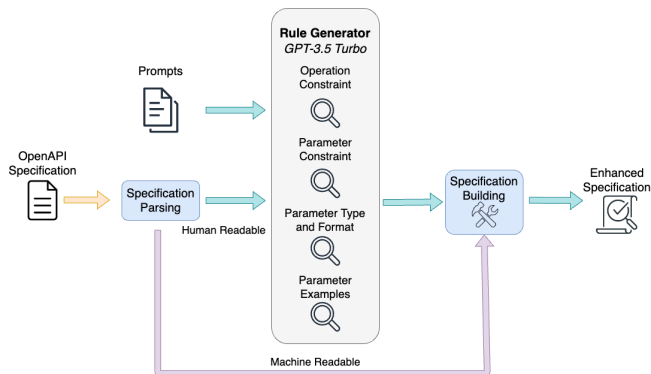 Rule Generator
GPT-3.5 Turbo
Prompts
Operation
Constraint
Parameter
Constraint
OpenAPI
Specification
Specification
Parsing
Human Readable
Parameter Type
and Format
Parameter
Examples
Specification
Building
Enhanced
Specification
Machine Readable